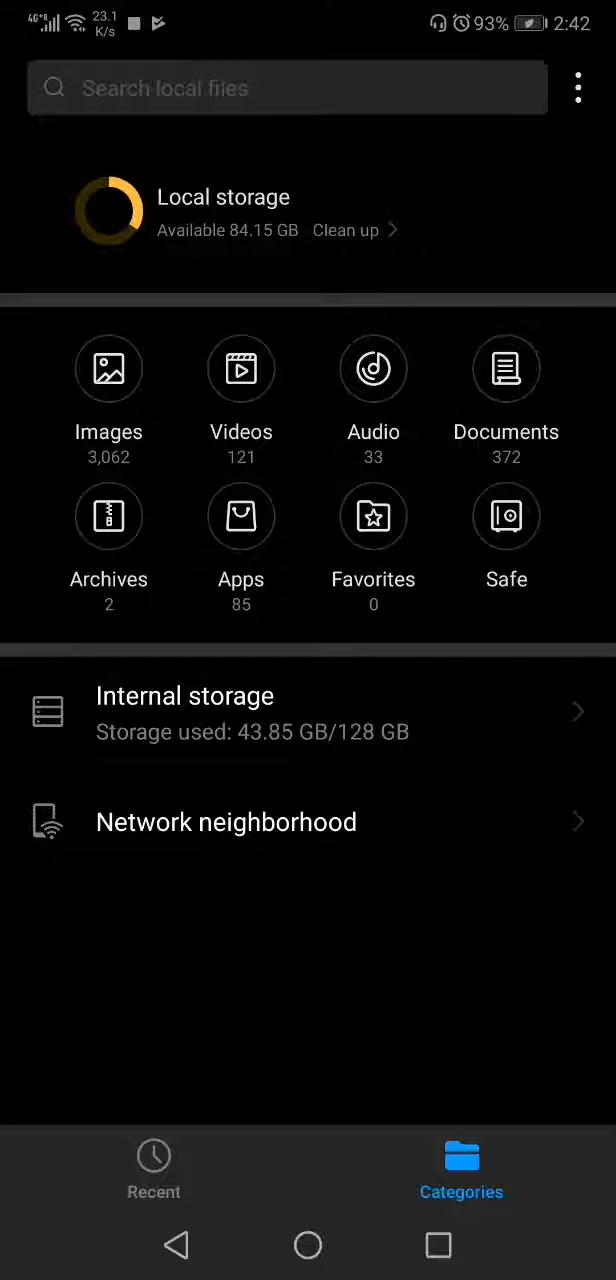 4G+R 23.1 K/s 93% 2:42
Search local files
Local storage
Available 84.15 GB Clean up
Images Videos Audio Documents
3,062 121 33 372
Archives Apps Favorites Safe
2 85 0
Internal storage
Storage used: 43.85 GB/128 GB
Network neighborhood
Recent Categories